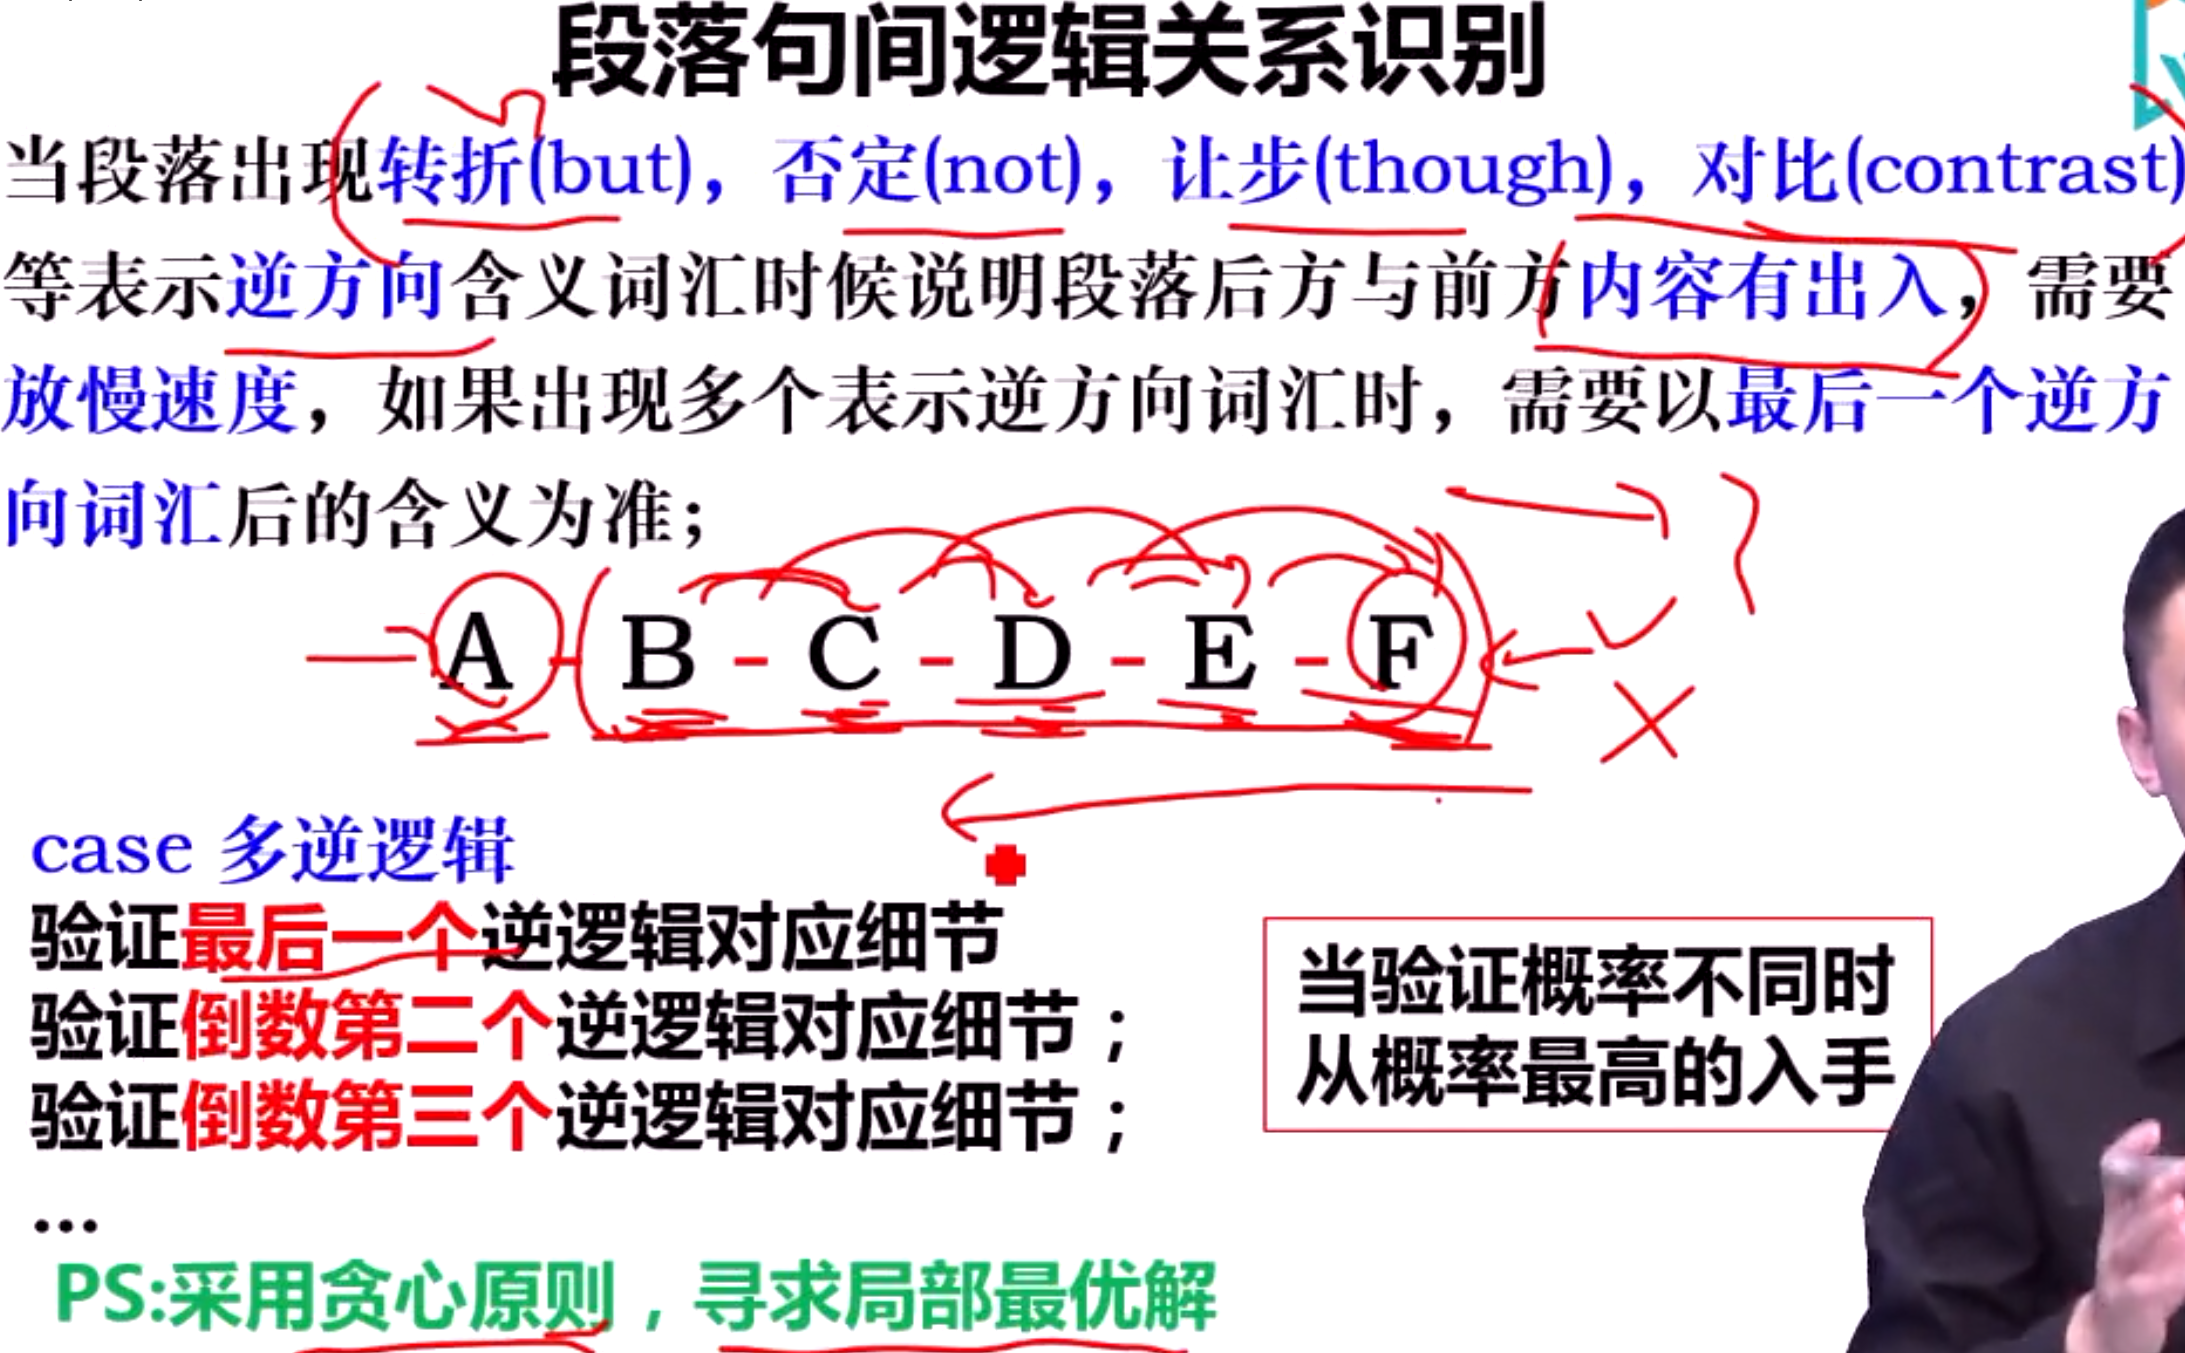 段落句间逻辑关系识别
当段落出现转折(but)，否定(not)，让步(though)，对比(contrast)
等表示逆方向含义词汇时候说明段落后方与前方内容有出入，需要
放慢速度，如果出现多个表示逆方向词汇时，需要以最后一个逆方
向词汇后的含义为准；
A - B - C - D - E - F
case 多逆逻辑
验证最后一个逆逻辑对应细节
验证倒数第二个逆逻辑对应细节；
验证倒数第三个逆逻辑对应细节；
...
当验证概率不同时
从概率最高的入手
PS:采用贪心原则，寻求局部最优解